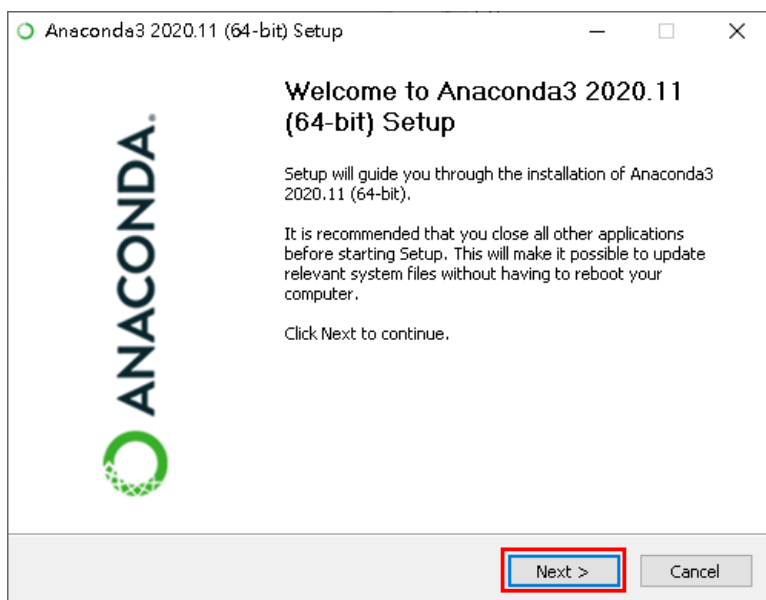 Anaconda3 2020.11 (64-bit) Setup
Welcome to Anaconda3 2020.11
(64-bit) Setup
Setup will guide you through the installation of Anaconda3
2020.11 (64-bit).
It is recommended that you close all other applications
before starting Setup. This will make it possible to update
relevant system files without having to reboot your
computer.
Click Next to continue.
ANACONDA.
Next >
Cancel